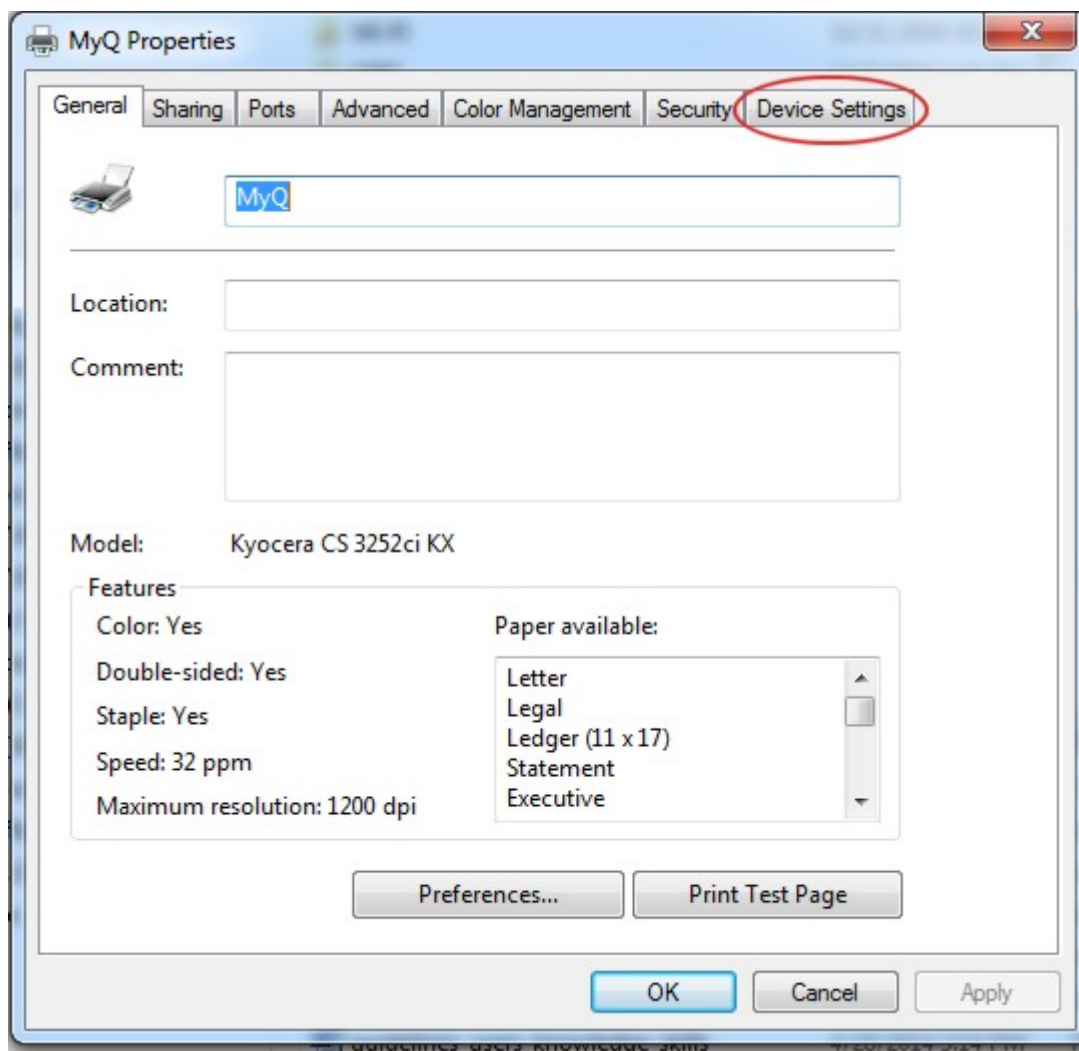 MyQ Properties
General Sharing Ports Advanced Color Management Security Device Settings
MyQ
Location:
Comment:
Model: Kyocera CS 3252ci KX
Features
Color: Yes
Paper available:
Double-sided: Yes
Staple: Yes
Speed: 32 ppm
Maximum resolution: 1200 dpi
Letter
Legal
Ledger (11 x 17)
Statement
Executive
Preferences... Print Test Page
OK Cancel Apply